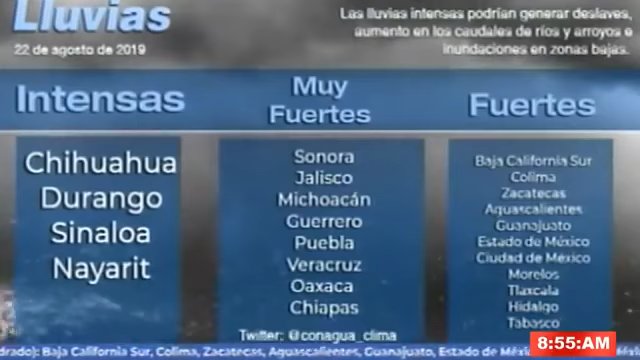 Lluvias
22 de agosto de 2019
Las lluvias intensas podrían generar deslaves,
aumento en los caudales de ríos y arroyos e
inundaciones en zonas bajas.
Intensas
Muy
Fuertes
Fuertes
Chihuahua
Durango
Sinaloa
Nayarit
Sonora
Jalisco
Michoacán
Guerrero
Puebla
Veracruz
Oaxaca
Chiapas
Baja California Sur
Colima
Zacatecas
Aguascalientes
Guanajuato
Estado de México
Ciudad de México
Morelos
Tlaxcala
Hidalgo
Tabasco
Twitter: @conagua_clima
drado): Baja California Sur, Colima, Zacatecas, Aguascalientes, Guanajuato, Estado de Méxi
8:55:AM